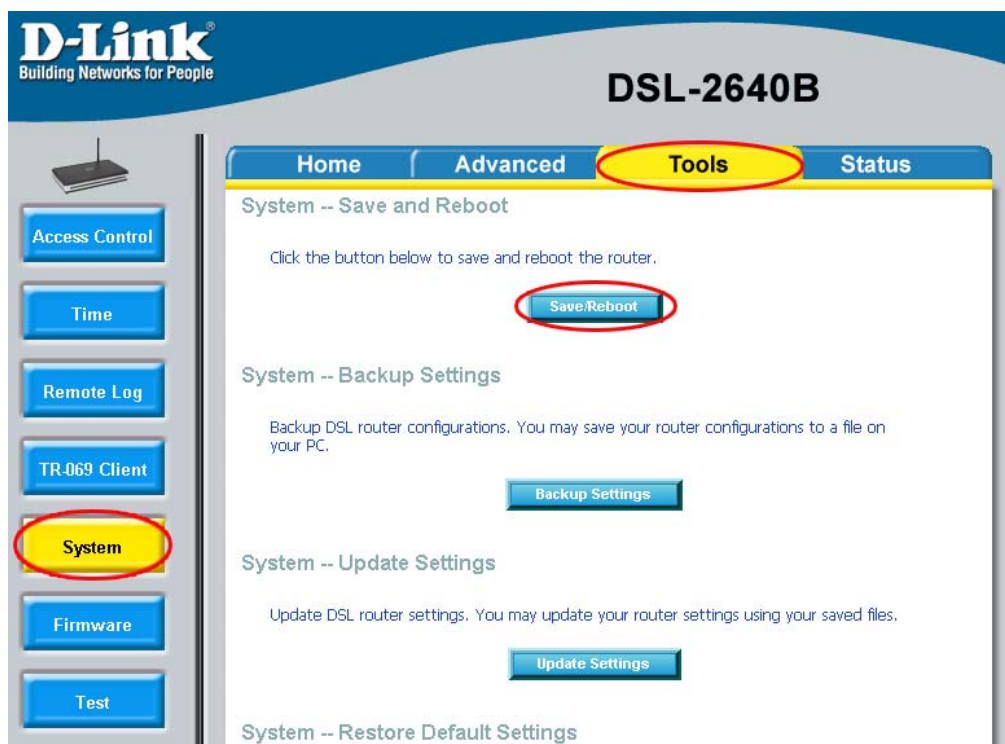 D-Link®
Building Networks for People
DSL-2640B
Home
Advanced
Tools
Status
Access Control
Time
Remote Log
TR-069 Client
System
Firmware
Test
System -- Save and Reboot
Click the button below to save and reboot the router.
Save/Reboot
System -- Backup Settings
Backup DSL router configurations. You may save your router configurations to a file on
your PC.
Backup Settings
System -- Update Settings
Update DSL router settings. You may update your router settings using your saved files.
Update Settings
System -- Restore Default Settings